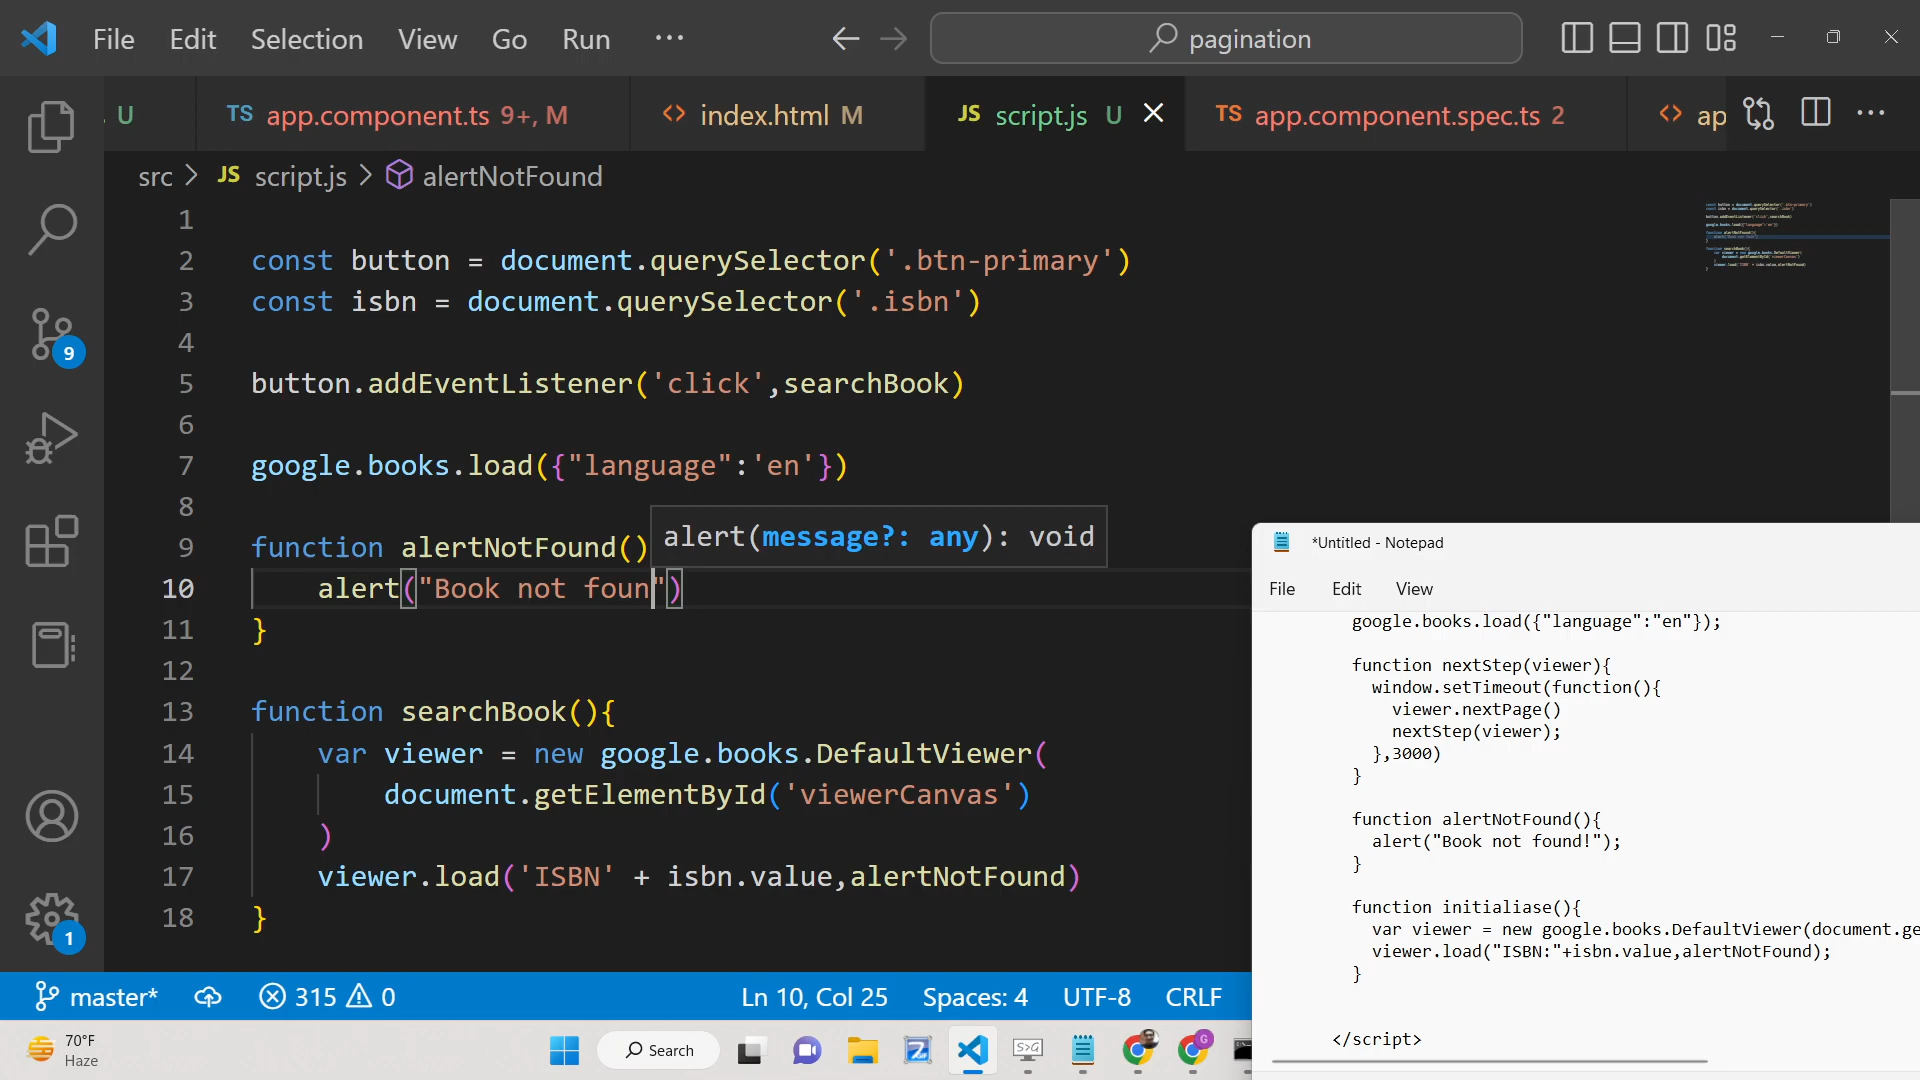 File Edit Selection View Go Run ··· pagination
U TS app.component.ts 9+, M <> index.html M JS script.js U TS app.component.spec.ts 2 <> ap
src > JS script.js > alertNotFound
1
2 const button = document.querySelector('.btn-primary')
3 const isbn = document.querySelector('.isbn')
4
5 button.addEventListener('click',searchBook)
6
7 google.books.load({"language":'en'})
8
alert(message?: any): void
9 function alertNotFound()
10 alert("Book not foun")
11 }
12
13 function searchBook(){
14 var viewer = new google.books.DefaultViewer(
15 document.getElementById('viewerCanvas')
16 )
17 viewer.load('ISBN' + isbn.value,alertNotFound)
18 }
9
1
*Untitled - Notepad
File Edit View
google.books.load({"language":"en"});
function nextStep(viewer){
window.setTimeout(function(){
viewer.nextPage()
nextStep(viewer);
},3000)
}
function alertNotFound(){
alert("Book not found!");
}
function initialiase(){
var viewer = new google.books.DefaultViewer(document.ge
viewer.load("ISBN:"+isbn.value,alertNotFound);
}
</script>
master* 315 0 Ln 10, Col 25 Spaces: 4 UTF-8 CRLF
70°F
Haze
Search